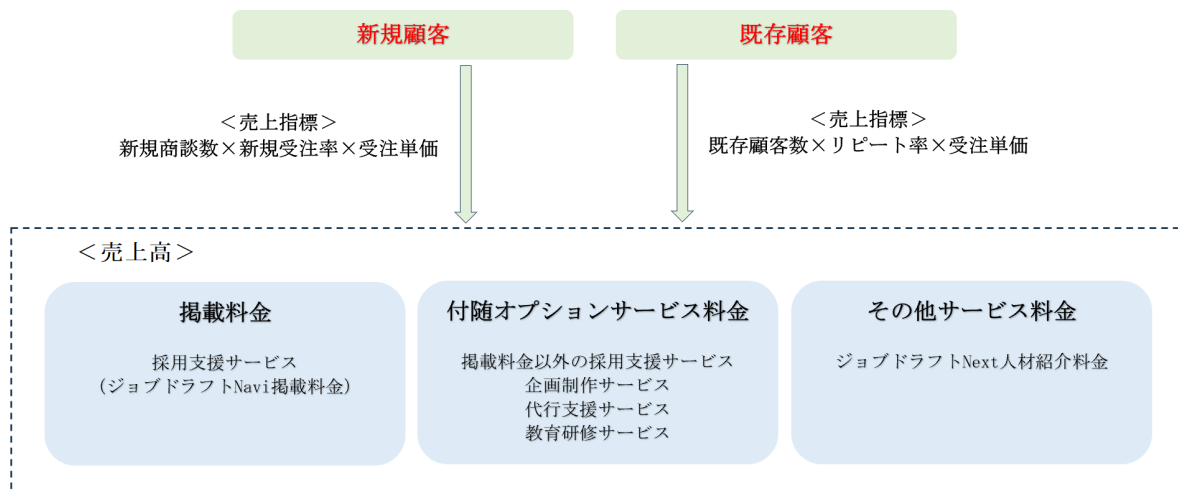 新規顧客
既存顧客
＜売上指標＞
新規商談数×新規受注率×受注単価
＜売上指標＞
既存顧客数×リピート率×受注単価
＜売上高＞
掲載料金
採用支援サービス
(ジョブドラフトNavi掲載料金)
付随オプションサービス料金
掲載料金以外の採用支援サービス
企画制作サービス
代行支援サービス
教育研修サービス
その他サービス料金
ジョブドラフトNext人材紹介料金